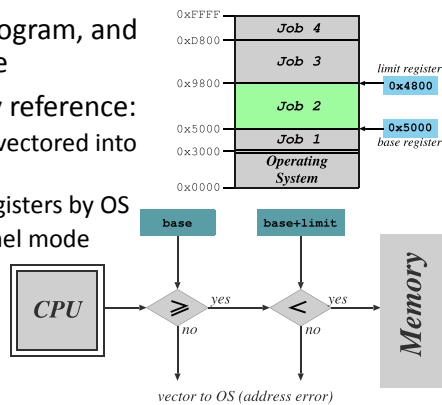 ogram, and
e
y reference:
vectored into
gisters by OS
nel mode
0xFFFF
Job 4
0xD800
Job 3
0x9800
limit register
0x4800
Job 2
0x5000
0x5000
base register
Job 1
0x3000
Operating
System
0x0000
base
base+limit
CPU
⩾
yes
<
yes
Memory
no
no
vector to OS (address error)